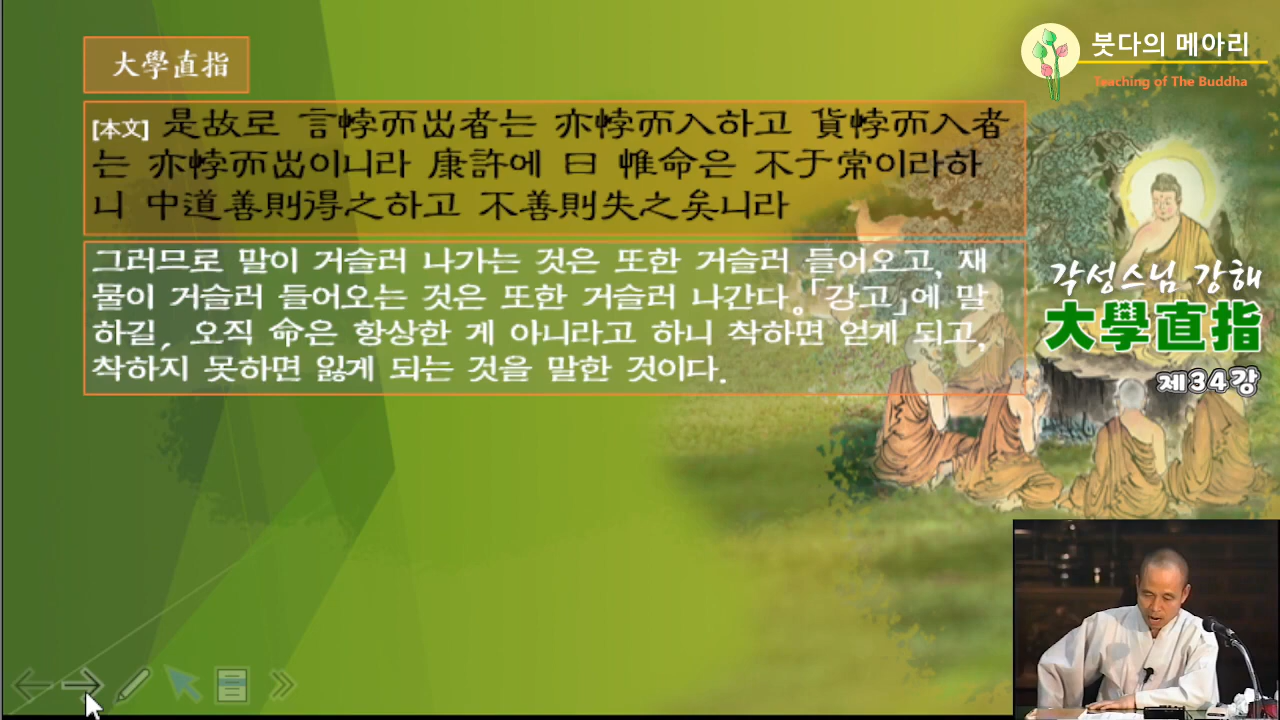 大學直指
[本文] 是故로 言悖而出者는 亦悖而入하고 貨悖而入者
는 亦悖而出이니라 康誥에 曰 惟命은 不于常이라하
니 中道善則得之하고 不善則失之矣니라
그러므로 말이 거슬러 나가는 것은 또한 거슬러 들어오고, 재
물이 거슬러 들어오는 것은 또한 거슬러 나간다。「강고」에 말
하길, 오직 命은 항상한 게 아니라고 하니 착하면 얻게 되고,
착하지 못하면 잃게 되는 것을 말한 것이다.
붓다의 메아리
Teaching of The Buddha
각성스님 강해
大學直指
제34강